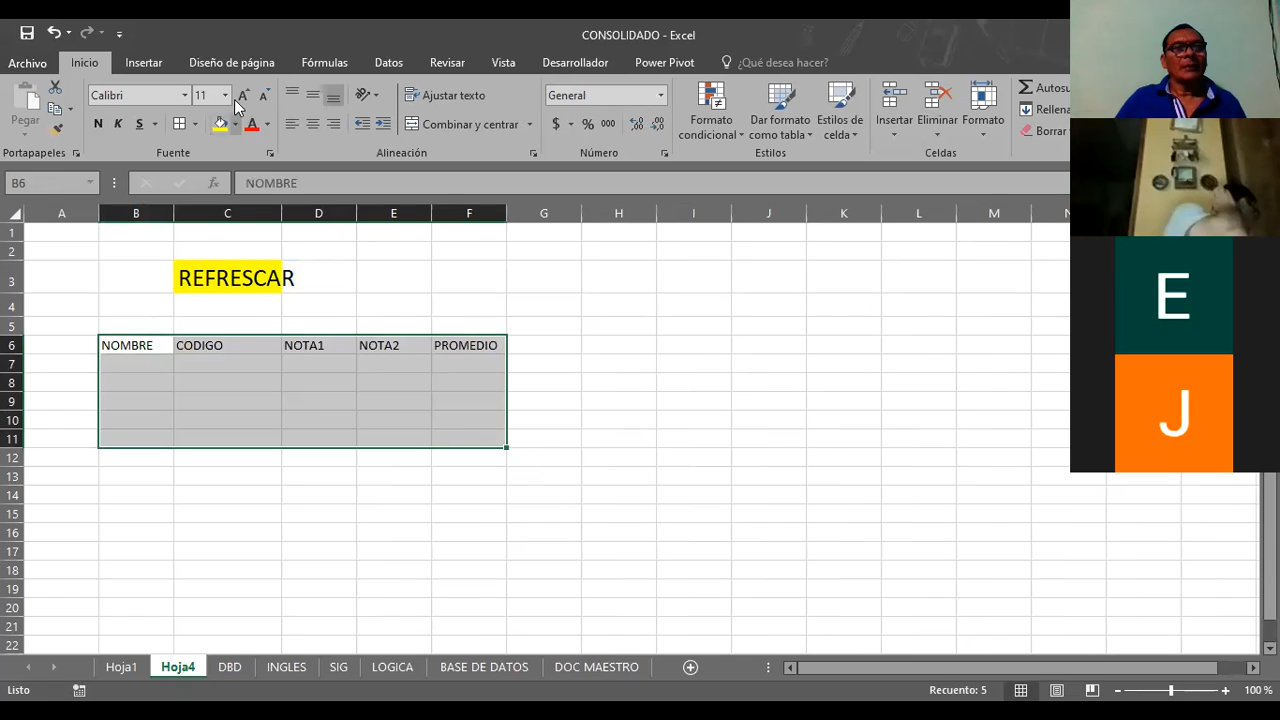 CONSOLIDADO - Excel
Archivo Inicio Insertar Diseño de página Fórmulas Datos Revisar Vista Desarrollador Power Pivot ¿Qué desea hacer?
Pegar
Calibri 11
N K S
A A
A
Ajustar texto
Combinar y centrar
General
$ % 000
Formato condicional
Dar formato como tabla
Estilos de celda
Insertar Eliminar Formato
Autosu
Rellena
Borrar
Portapapeles Fuente Alineación Número Estilos Celdas
B6 fx NOMBRE
A B C D E F G H I J K L M N
1
2
3 REFRESCAR
4
5
6 NOMBRE CODIGO NOTA1 NOTA2 PROMEDIO
7
8
9
10
11
12
13
14
15
16
17
18
19
20
21
22
E
J
Hoja1 Hoja4 DBD INGLES SIG LOGICA BASE DE DATOS DOC MAESTRO
Listo Recuento: 5 100 %